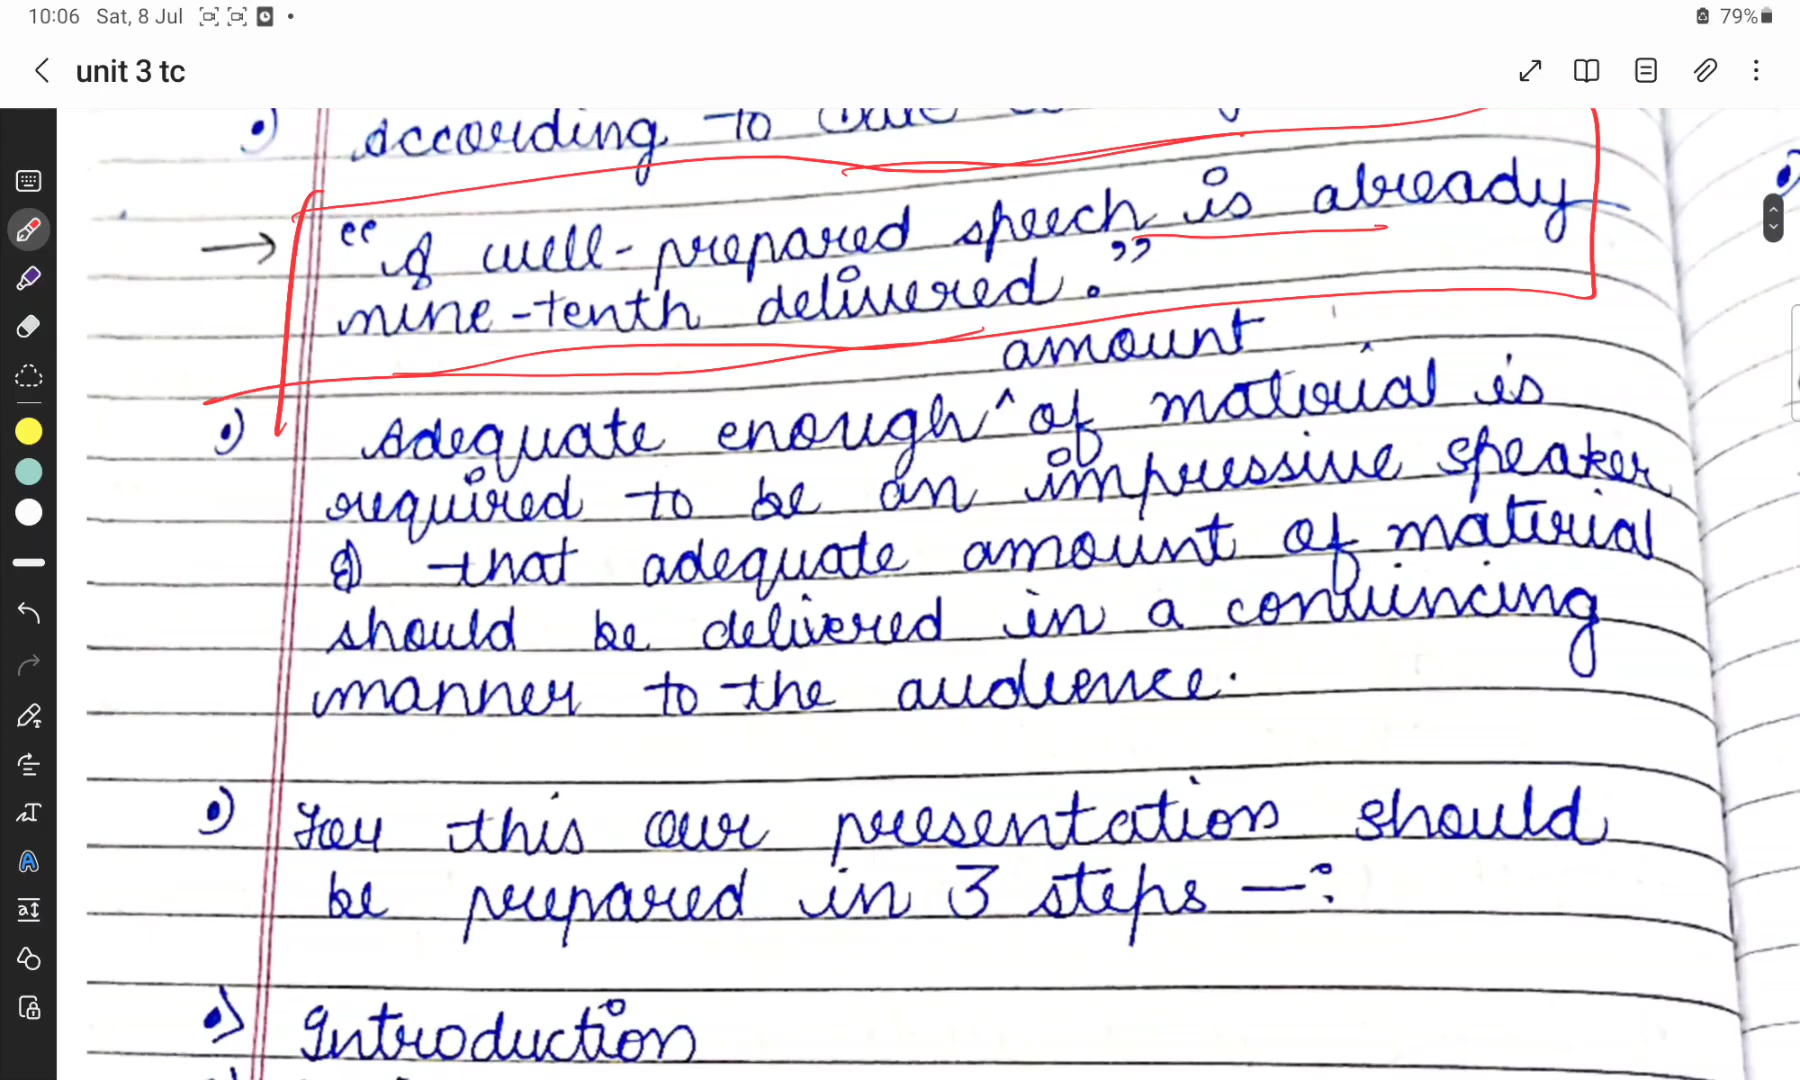 10:06 Sat, 8 Jul
79%
unit 3 tc
•) According to
→ “A well-prepared speech is already
nine-tenth delivered.”
amount
•) Adequate enough ^ of material is
required to be an impressive speaker
& that adequate amount of material
should be delivered in a convincing
manner to the audience.
•) For this our presentation should
be prepared in 3 steps —:
•) Introduction